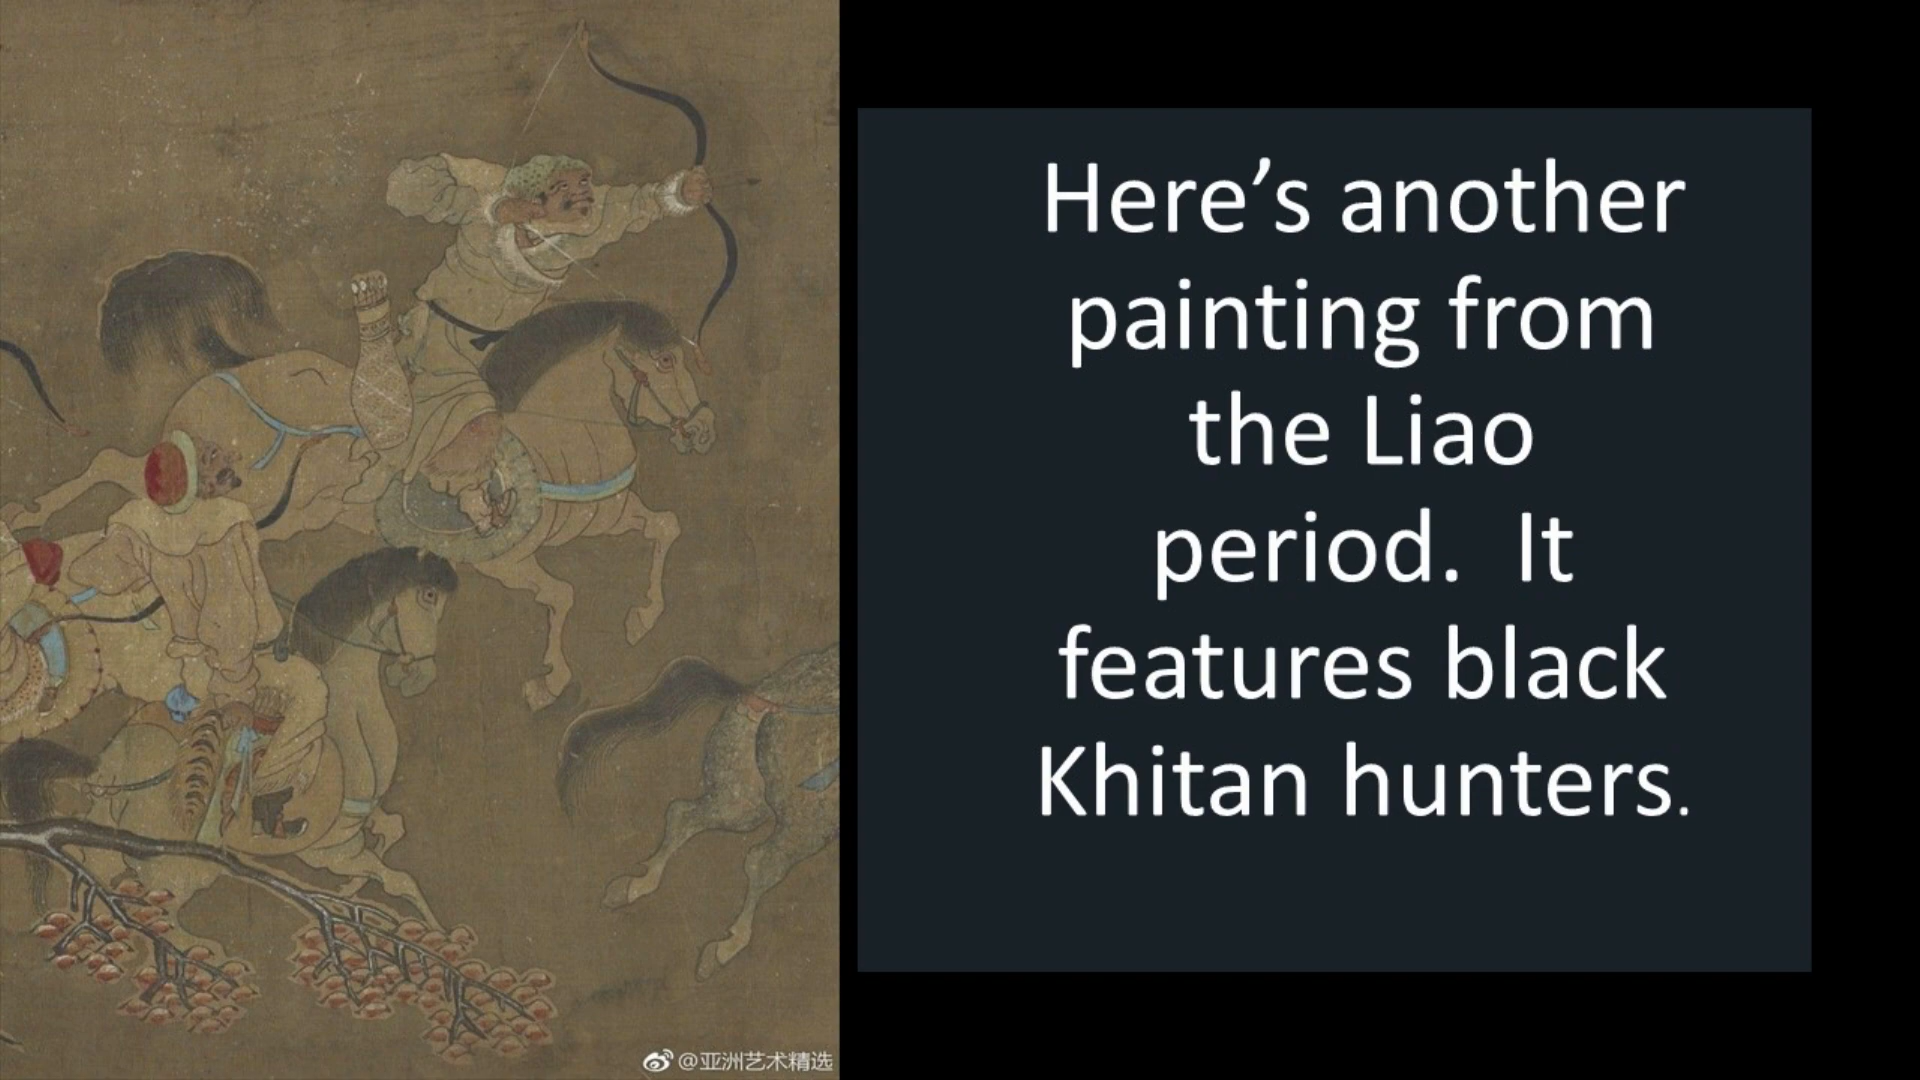 Here’s another
painting from
the Liao
period.  It
features black
Khitan hunters.
@亚洲艺术精选